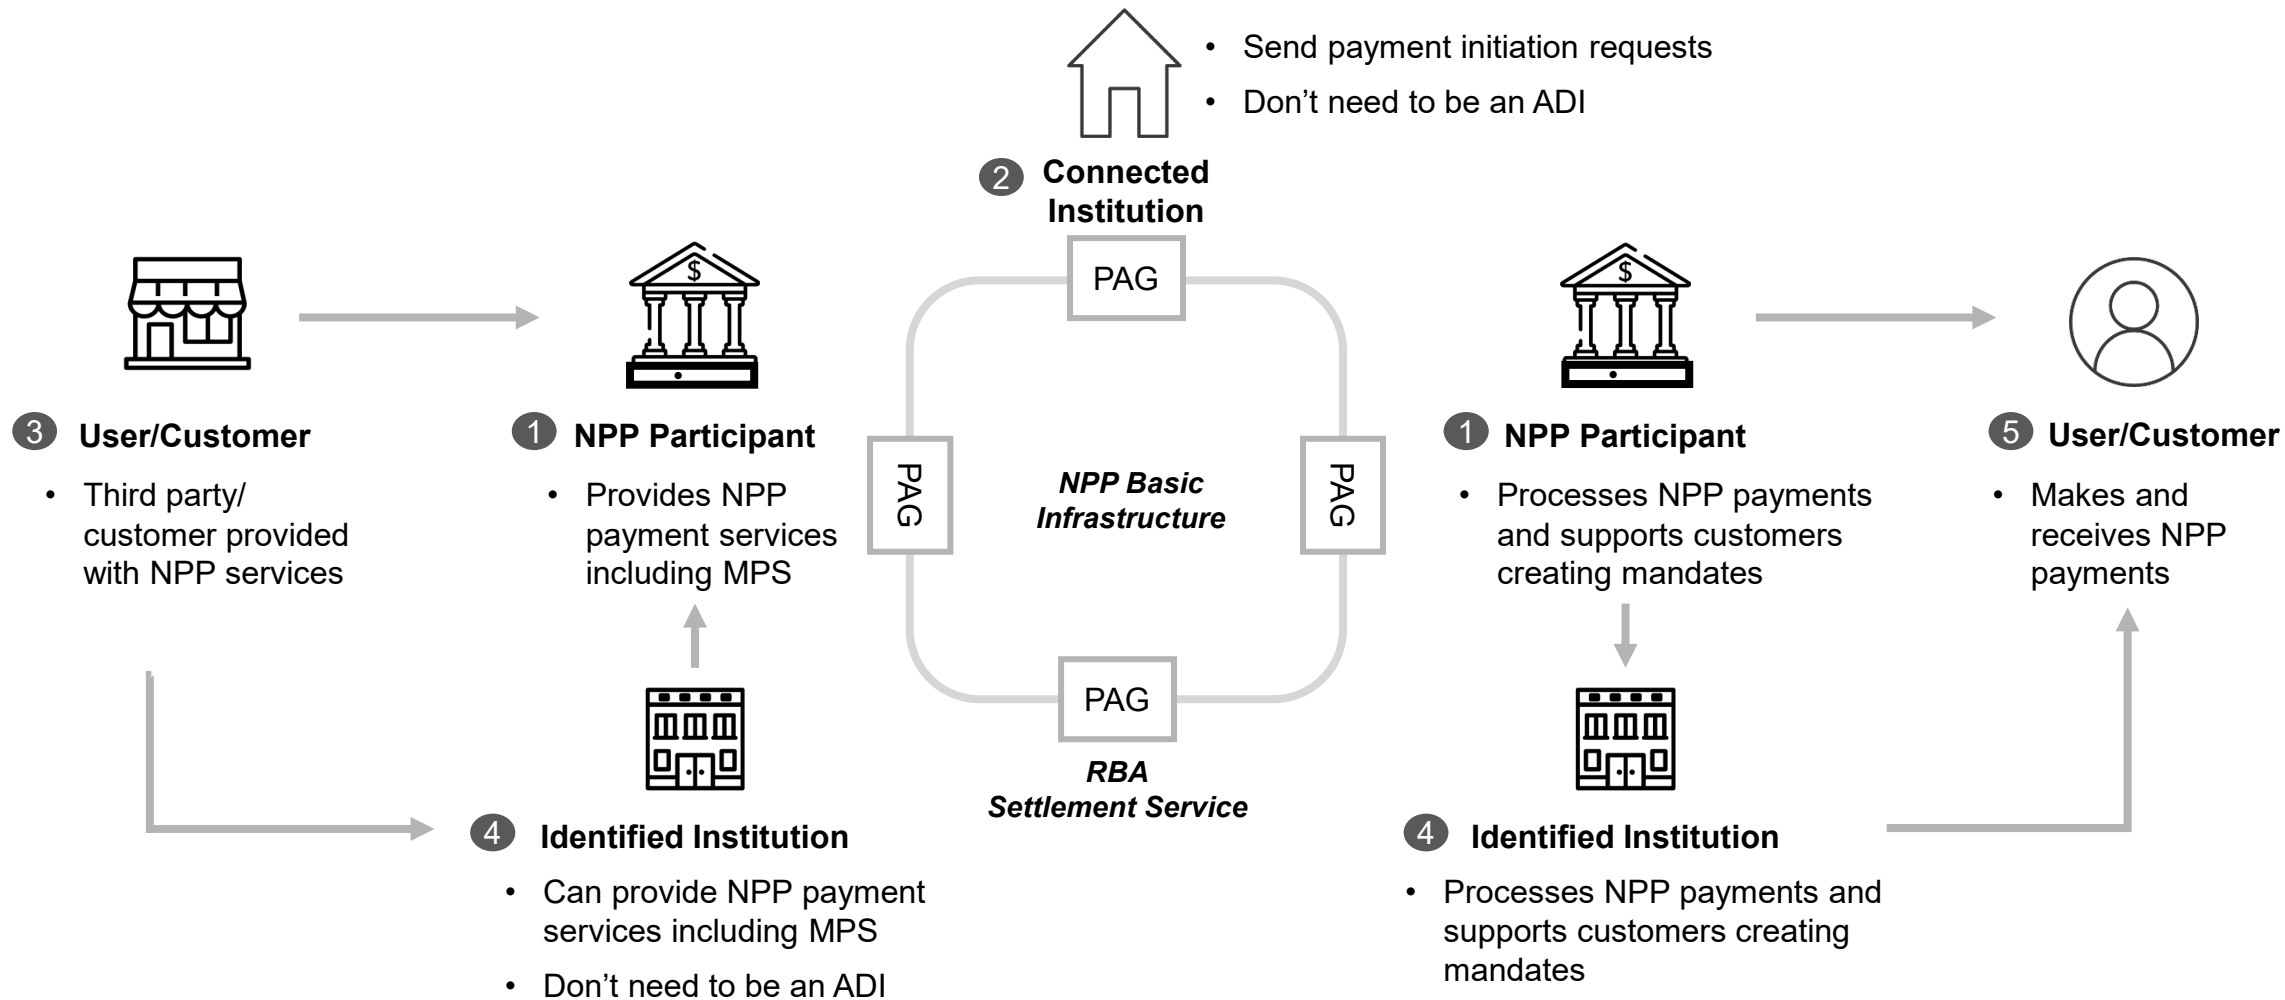 • Send payment initiation requests
• Don’t need to be an ADI
2 Connected
Institution
PAG
$
$
3 User/Customer
• Third party/
customer provided
with NPP services
1 NPP Participant
• Provides NPP
payment services
including MPS
PAG
NPP Basic
Infrastructure
PAG
1 NPP Participant
• Processes NPP payments
and supports customers
creating mandates
5 User/Customer
• Makes and
receives NPP
payments
PAG
RBA
Settlement Service
4 Identified Institution
• Can provide NPP payment
services including MPS
• Don’t need to be an ADI
4 Identified Institution
• Processes NPP payments and
supports customers creating
mandates